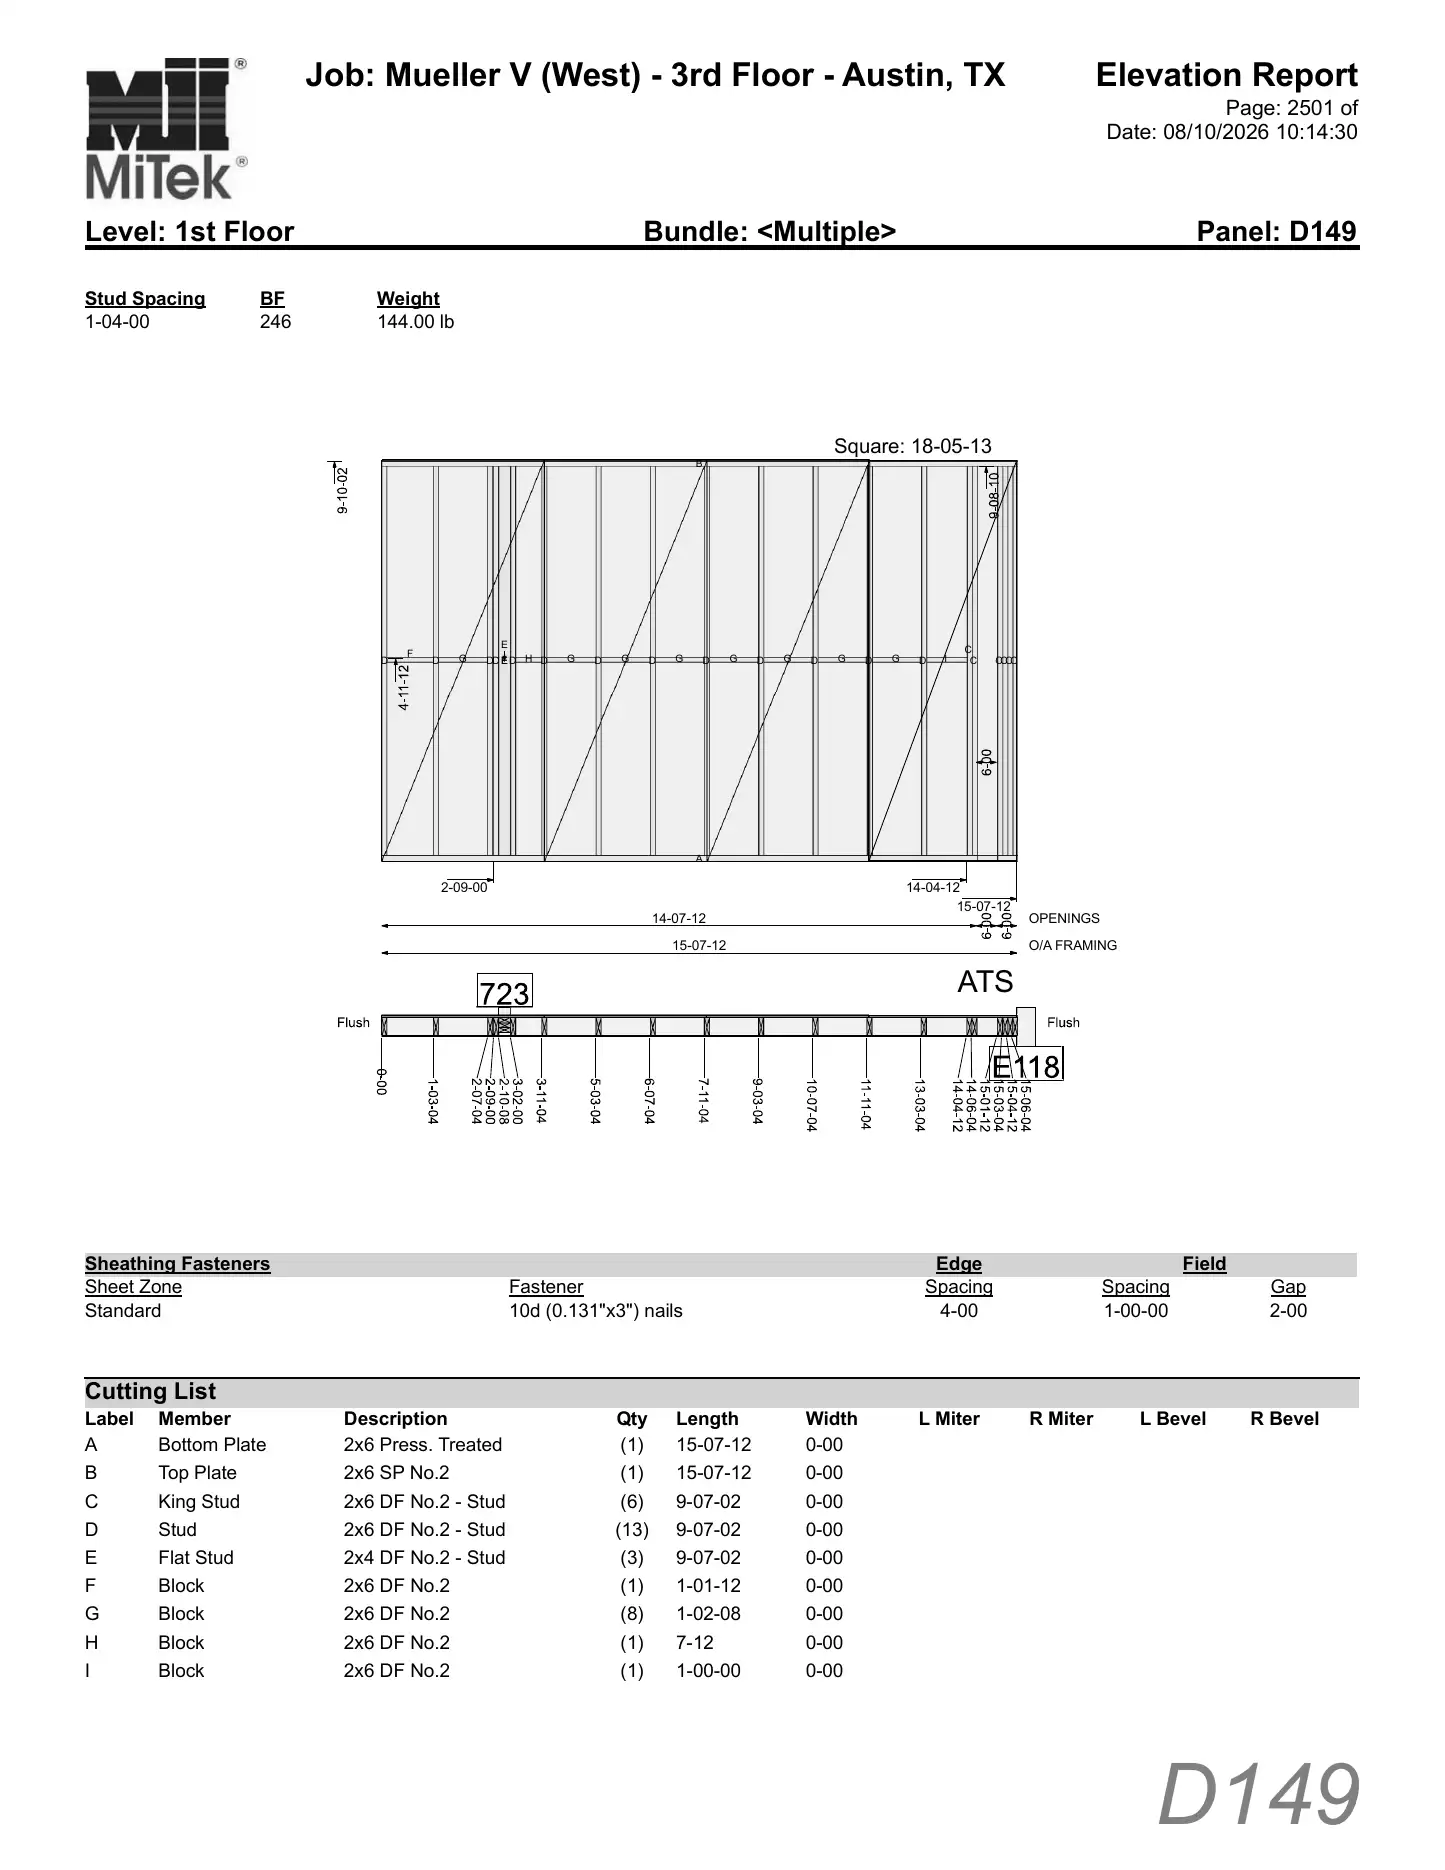 Job: Mueller V (West) - 3rd Floor - Austin, TX
Elevation Report
Page: 2501 of
Date: 08/10/2026 10:14:30
MiTek®
Level: 1st Floor Bundle: <Multiple> Panel: D149
Stud Spacing BF Weight
1-04-00 246 144.00 lb
Square: 18-05-13
B
9-10-02
9-08-10
E
C
F G H G G G G G G G I
4-11-12
6-00
A
2-09-00 14-04-12
15-07-12
14-07-12 6-00 6-00 OPENINGS
15-07-12 O/A FRAMING
723 ATS
Flush Flush
E118
0-00 1-03-04 2-07-04 2-09-00 2-10-08 3-02-00 3-11-04 5-03-04 6-07-04 7-11-04 9-03-04 10-07-04 11-11-04 13-03-04 14-04-12 14-06-04 15-01-12 15-03-04 15-04-12 15-06-04
Sheathing Fasteners Edge Field
Sheet Zone Fastener Spacing Spacing Gap
Standard 10d (0.131"x3") nails 4-00 1-00-00 2-00
Cutting List
Label Member Description Qty Length Width L Miter R Miter L Bevel R Bevel
A Bottom Plate 2x6 Press. Treated (1) 15-07-12 0-00
B Top Plate 2x6 SP No.2 (1) 15-07-12 0-00
C King Stud 2x6 DF No.2 - Stud (6) 9-07-02 0-00
D Stud 2x6 DF No.2 - Stud (13) 9-07-02 0-00
E Flat Stud 2x4 DF No.2 - Stud (3) 9-07-02 0-00
F Block 2x6 DF No.2 (1) 1-01-12 0-00
G Block 2x6 DF No.2 (8) 1-02-08 0-00
H Block 2x6 DF No.2 (1) 7-12 0-00
I Block 2x6 DF No.2 (1) 1-00-00 0-00
D149